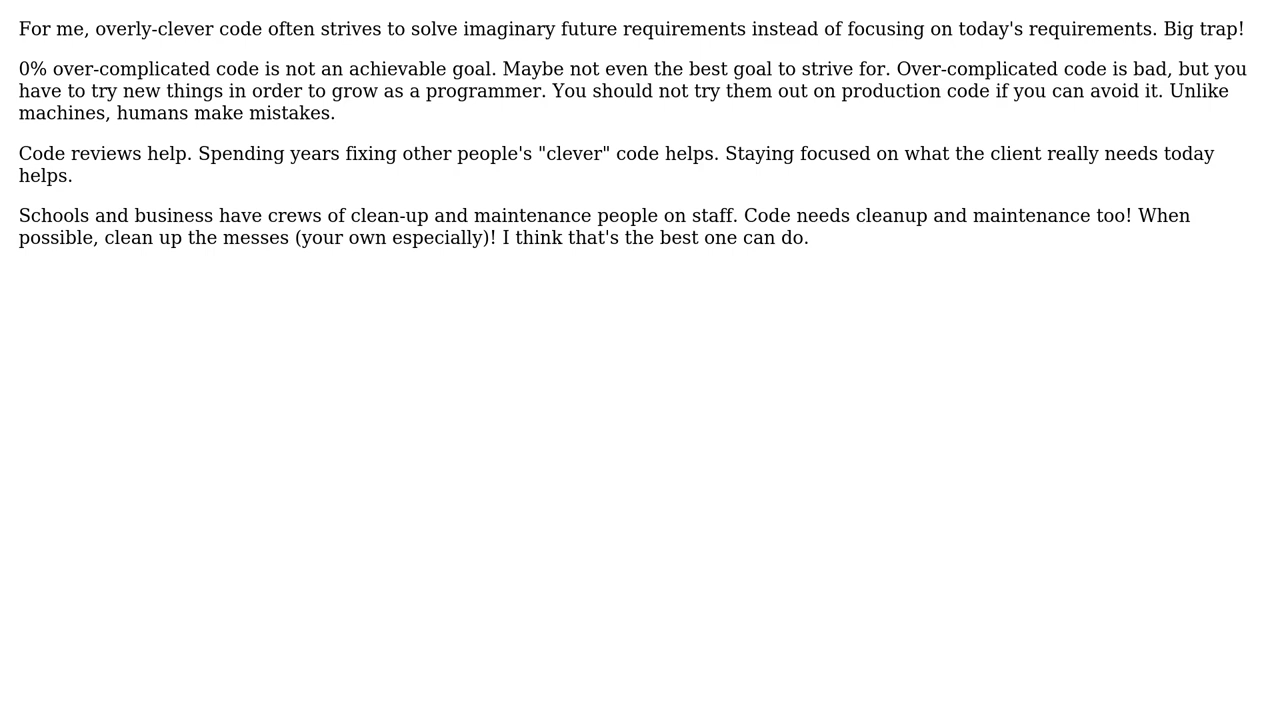 For me, overly-clever code often strives to solve imaginary future requirements instead of focusing on today's requirements. Big trap!
0% over-complicated code is not an achievable goal. Maybe not even the best goal to strive for. Over-complicated code is bad, but you
have to try new things in order to grow as a programmer. You should not try them out on production code if you can avoid it. Unlike
machines, humans make mistakes.
Code reviews help. Spending years fixing other people's "clever" code helps. Staying focused on what the client really needs today
helps.
Schools and business have crews of clean-up and maintenance people on staff. Code needs cleanup and maintenance too! When
possible, clean up the messes (your own especially)! I think that's the best one can do.